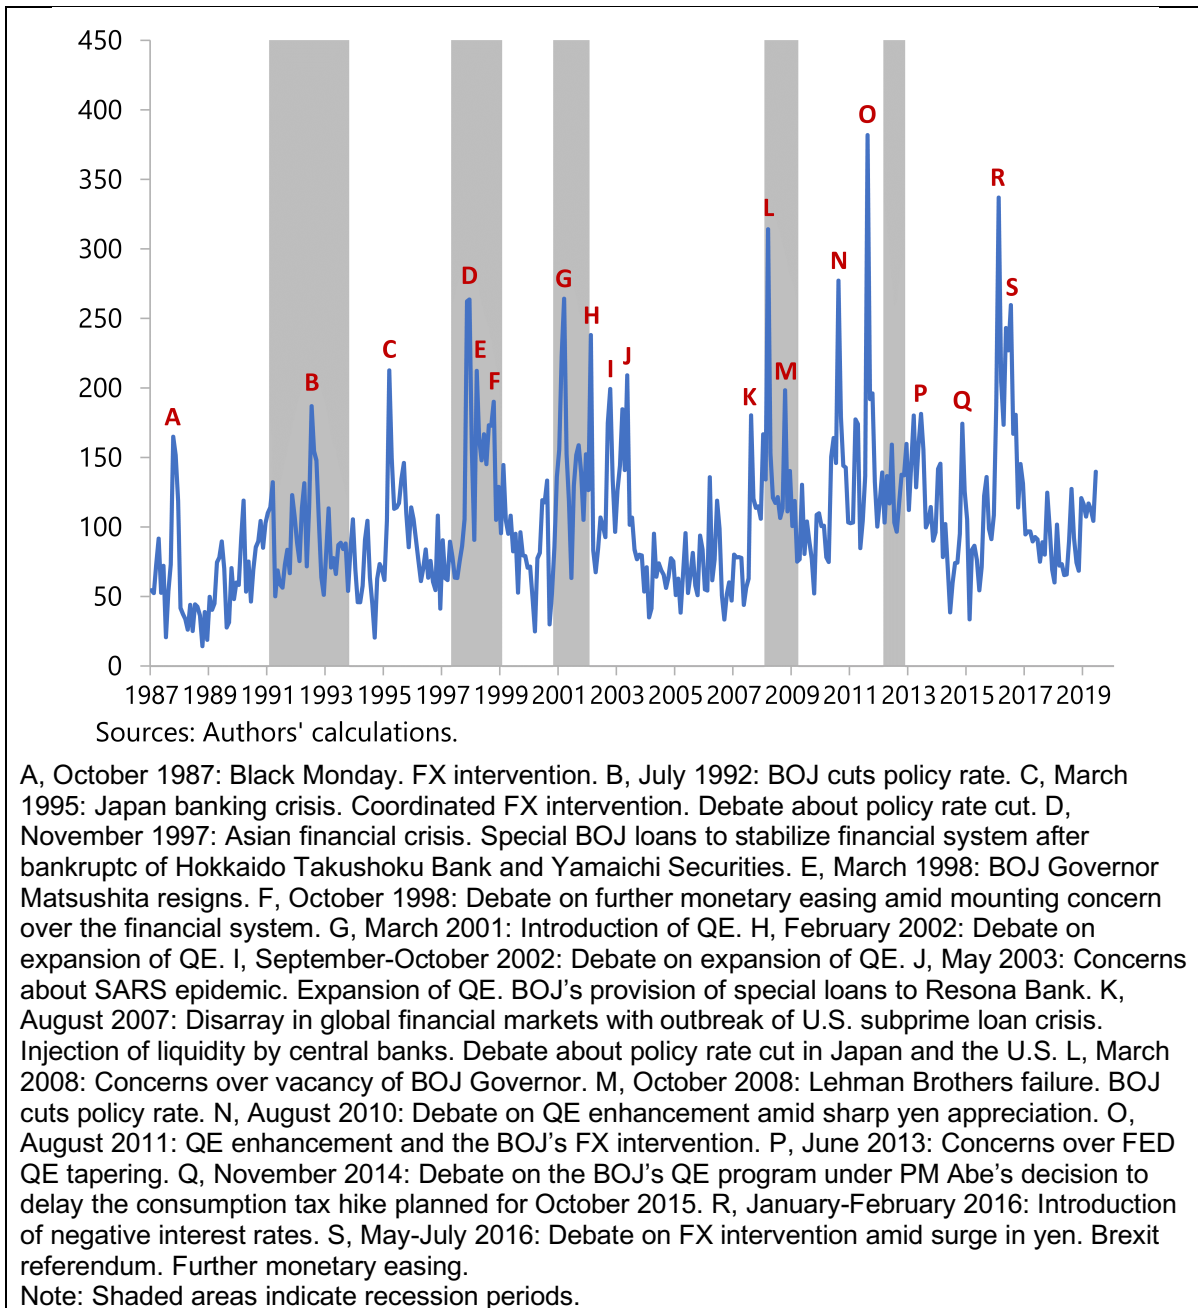 450
400
350
300
250
200
150
100
50
0
A
B
C
D
E
F
G
H
I
J
K
L
M
N
O
P
Q
R
S
1987 1989 1991 1993 1995 1997 1999 2001 2003 2005 2007 2009 2011 2013 2015 2017 2019
Sources: Authors' calculations.
A, October 1987: Black Monday. FX intervention. B, July 1992: BOJ cuts policy rate. C, March
1995: Japan banking crisis. Coordinated FX intervention. Debate about policy rate cut. D,
November 1997: Asian financial crisis. Special BOJ loans to stabilize financial system after
bankruptc of Hokkaido Takushoku Bank and Yamaichi Securities. E, March 1998: BOJ Governor
Matsushita resigns. F, October 1998: Debate on further monetary easing amid mounting concern
over the financial system. G, March 2001: Introduction of QE. H, February 2002: Debate on
expansion of QE. I, September-October 2002: Debate on expansion of QE. J, May 2003: Concerns
about SARS epidemic. Expansion of QE. BOJ’s provision of special loans to Resona Bank. K,
August 2007: Disarray in global financial markets with outbreak of U.S. subprime loan crisis.
Injection of liquidity by central banks. Debate about policy rate cut in Japan and the U.S. L, March
2008: Concerns over vacancy of BOJ Governor. M, October 2008: Lehman Brothers failure. BOJ
cuts policy rate. N, August 2010: Debate on QE enhancement amid sharp yen appreciation. O,
August 2011: QE enhancement and the BOJ’s FX intervention. P, June 2013: Concerns over FED
QE tapering. Q, November 2014: Debate on the BOJ’s QE program under PM Abe’s decision to
delay the consumption tax hike planned for October 2015. R, January-February 2016: Introduction
of negative interest rates. S, May-July 2016: Debate on FX intervention amid surge in yen. Brexit
referendum. Further monetary easing.
Note: Shaded areas indicate recession periods.